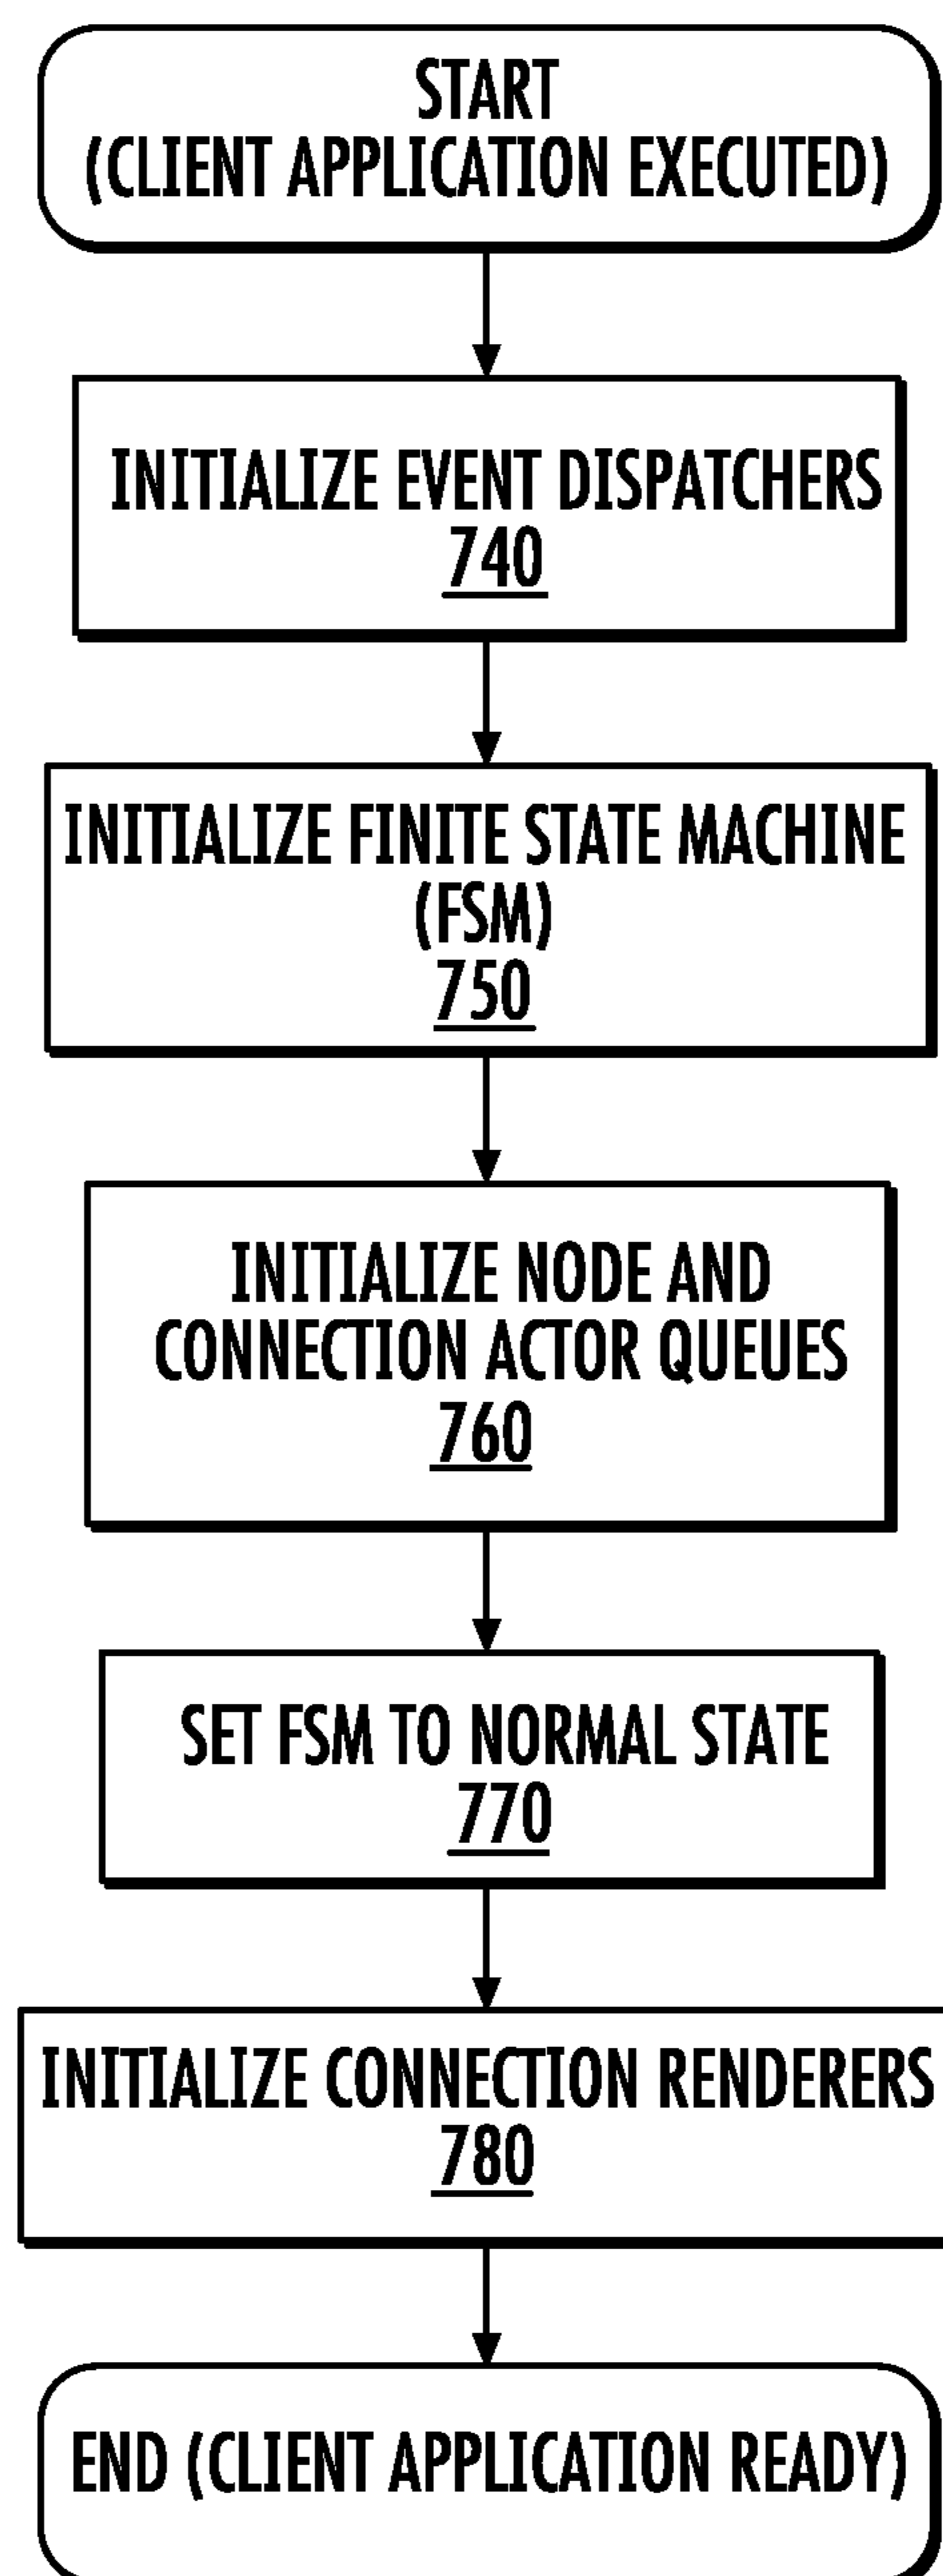 START
(CLIENT APPLICATION EXECUTED)
INITIALIZE EVENT DISPATCHERS
740
INITIALIZE FINITE STATE MACHINE
(FSM)
750
INITIALIZE NODE AND
CONNECTION ACTOR QUEUES
760
SET FSM TO NORMAL STATE
770
INITIALIZE CONNECTION RENDERERS
780
END (CLIENT APPLICATION READY)